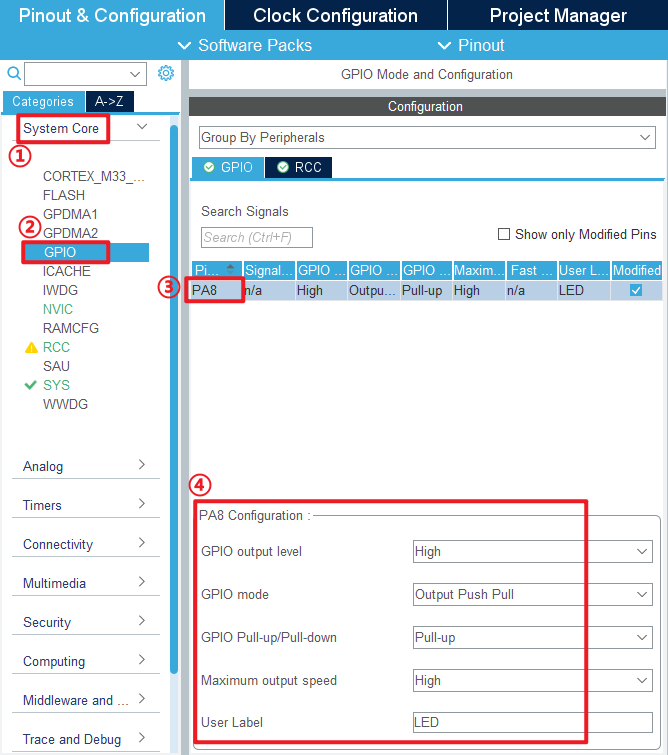 Pinout & Configuration
Clock Configuration
Project Manager
Software Packs
Pinout
Categories
A->Z
System Core
①
CORTEX_M33_...
FLASH
GPDMA1
②
GPDMA2
GPIO
ICACHE
IWDG
NVIC
RAMCFG
RCC
SAU
SYS
WWDG
Analog
Timers
Connectivity
Multimedia
Security
Computing
Middleware and ...
Trace and Debug
GPIO Mode and Configuration
Configuration
Group By Peripherals
GPIO
RCC
Search Signals
Search (Ctrl+F)
Show only Modified Pins
Pi... Signal... GPIO ... GPIO ... GPIO ... Maxim... Fast ... User L... Modified
③
PA8 n/a High Outpu... Pull-up High n/a LED
④
PA8 Configuration :
GPIO output level High
GPIO mode Output Push Pull
GPIO Pull-up/Pull-down Pull-up
Maximum output speed High
User Label LED